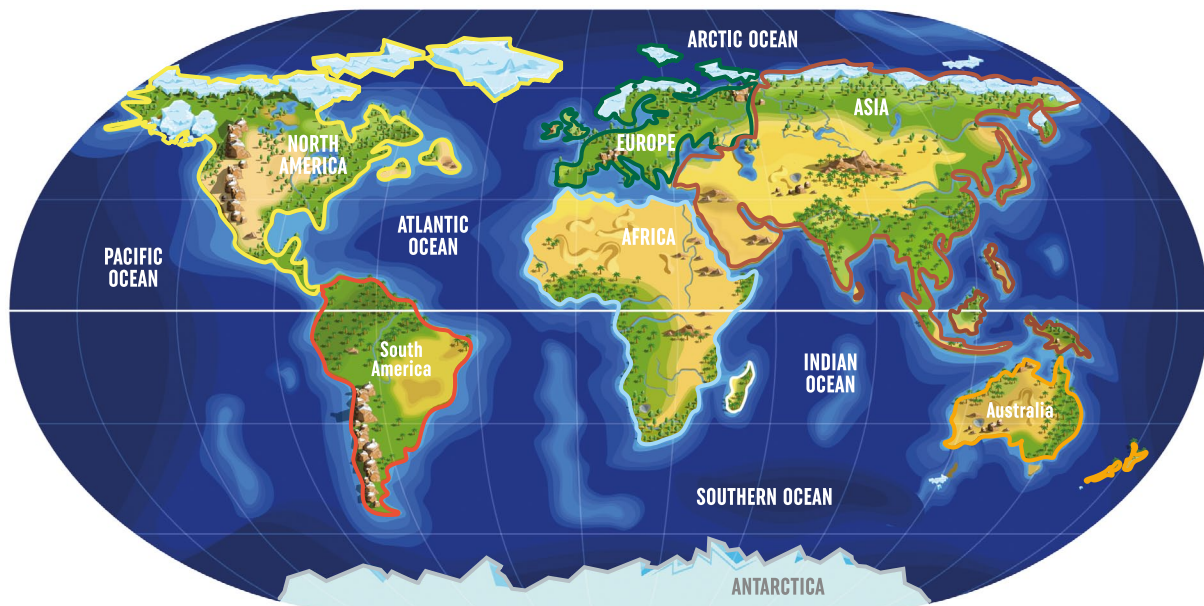 ARCTIC OCEAN
ASIA
NORTH
AMERICA
EUROPE
ATLANTIC
OCEAN
AFRICA
PACIFIC
OCEAN
South
America
INDIAN
OCEAN
Australia
SOUTHERN OCEAN
ANTARCTICA